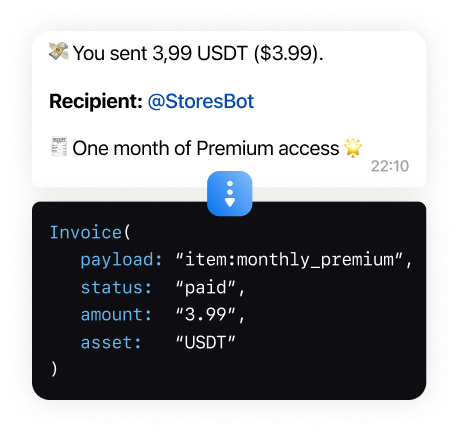 💸 You sent 3,99 USDT ($3.99).
Recipient: @StoresBot
🧾 One month of Premium access 🌟
22:10
Invoice(
payload: “item:monthly_premium”,
status: “paid”,
amount: “3.99”,
asset: “USDT”
)